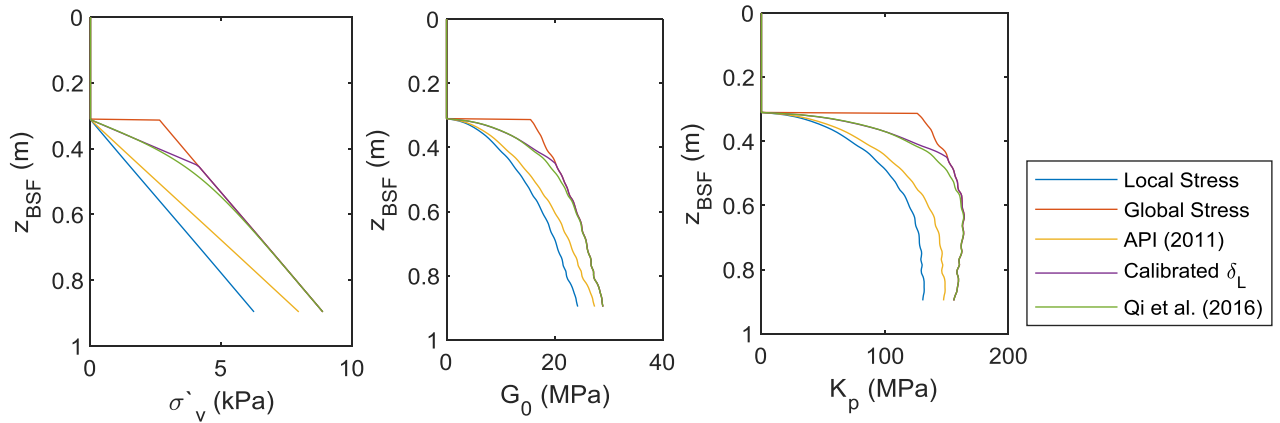 0
0.2
0.4
0.6
0.8
1
z_BSF (m)
0 5 10
σ`_v (kPa)
0
0.2
0.4
0.6
0.8
1
z_BSF (m)
0 20 40
G_0 (MPa)
0
0.2
0.4
0.6
0.8
1
z_BSF (m)
0 100 200
K_p (MPa)
Local Stress
Global Stress
API (2011)
Calibrated δ_L
Qi et al. (2016)